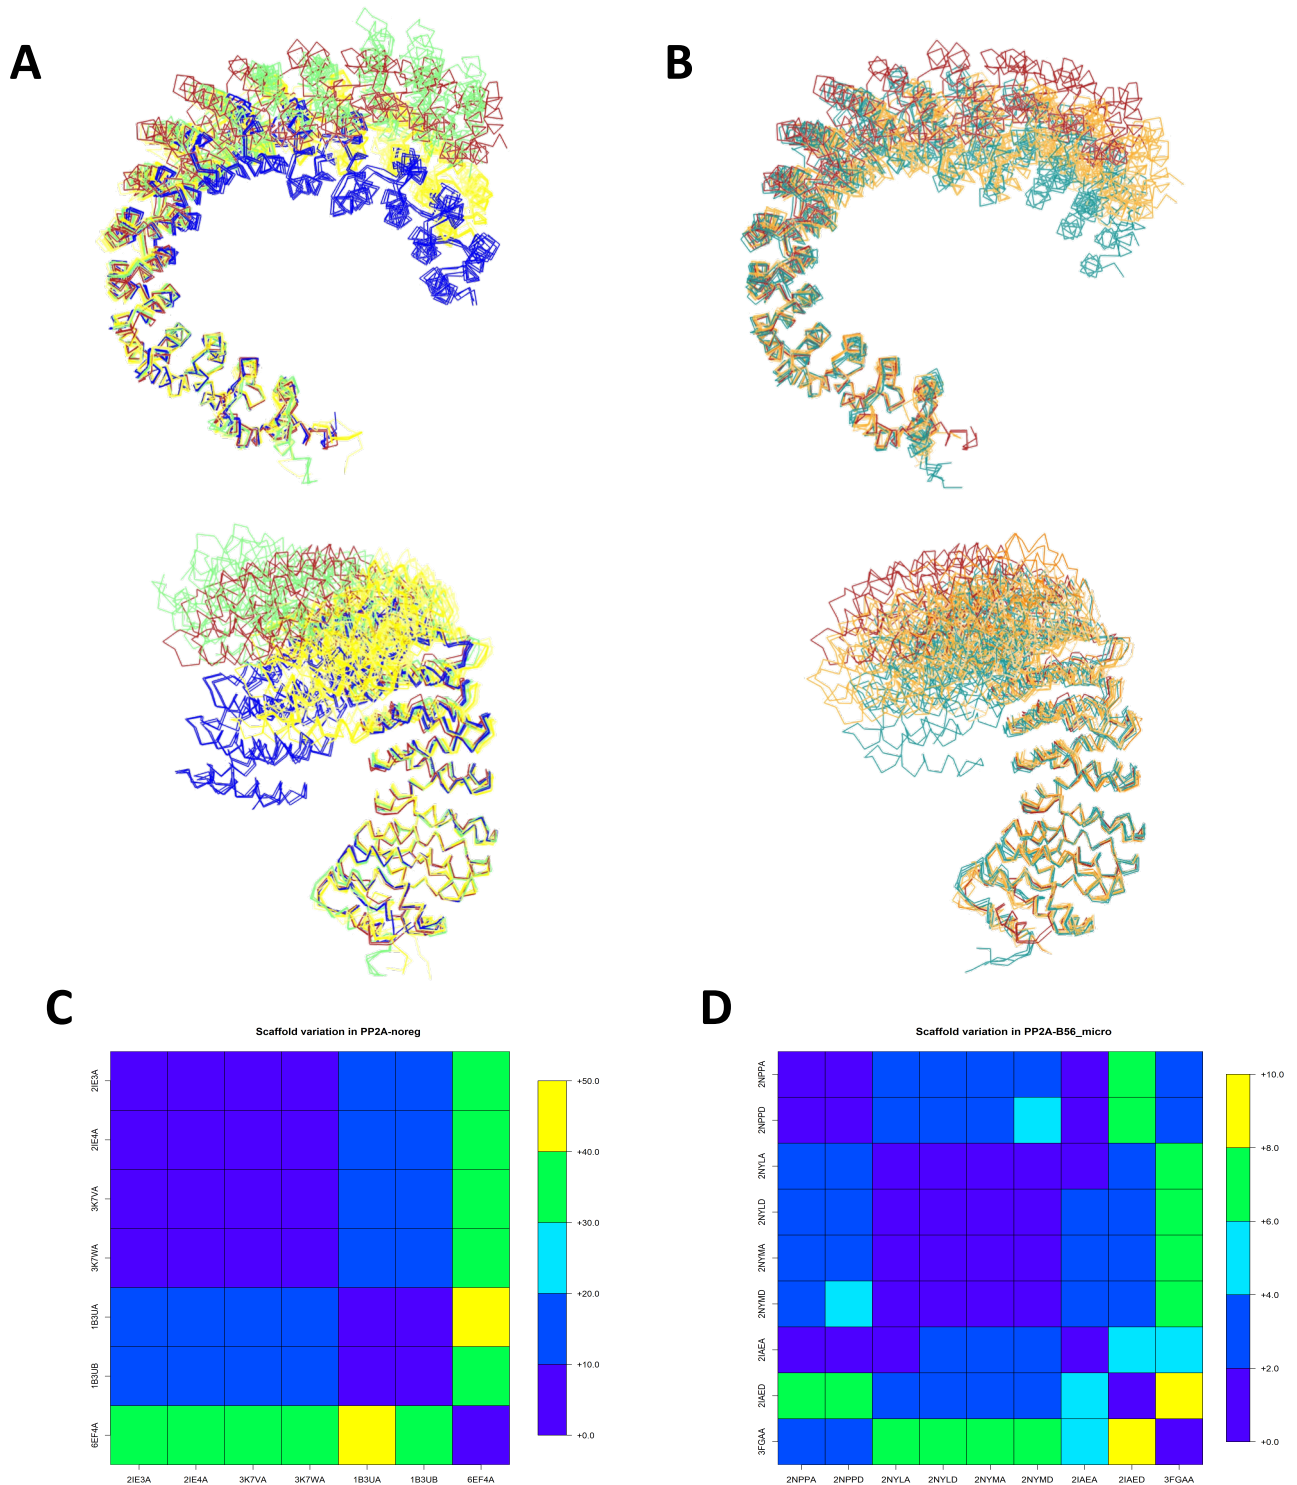 A
B
C
D
Scaffold variation in PP2A-noreg
2IE3A
2IE4A
3K7VA
3K7WA
1B3UA
1B3UB
6EF4A
2IE3A
2IE4A
3K7VA
3K7WA
1B3UA
1B3UB
6EF4A
+50.0
+40.0
+30.0
+20.0
+10.0
+0.0
Scaffold variation in PP2A-B56_micro
2NPPA
2NPPD
2NYLA
2NYLD
2NYMA
2NYMD
2IAEA
2IAED
3FGAA
2NPPA
2NPPD
2NYLA
2NYLD
2NYMA
2NYMD
2IAEA
2IAED
3FGAA
+10.0
+8.0
+6.0
+4.0
+2.0
+0.0